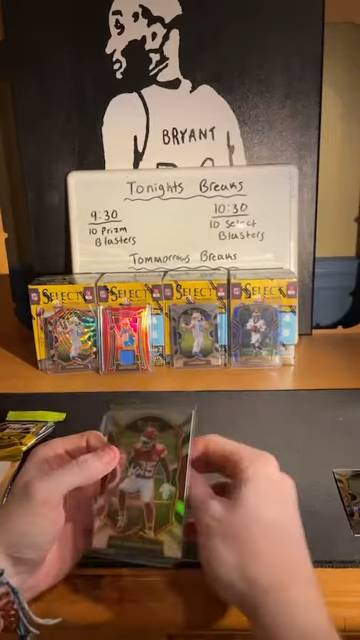 BRYANT
Tonights Breaks
9:30
10 Prizm
Blasters
10:30
10 Select
Blasters
Tommorrows Breaks
SELECT
SELECT
SELECT
SELECT